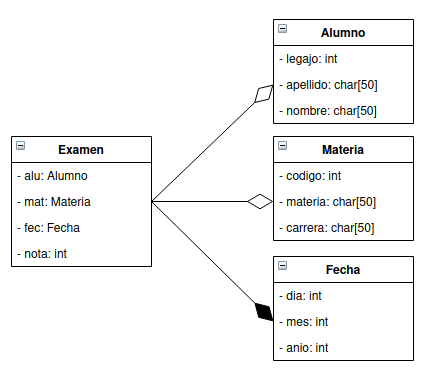 Alumno
- legajo: int
- apellido: char[50]
- nombre: char[50]
Examen
- alu: Alumno
- mat: Materia
- fec: Fecha
- nota: int
Materia
- codigo: int
- materia: char[50]
- carrera: char[50]
Fecha
- dia: int
- mes: int
- anio: int